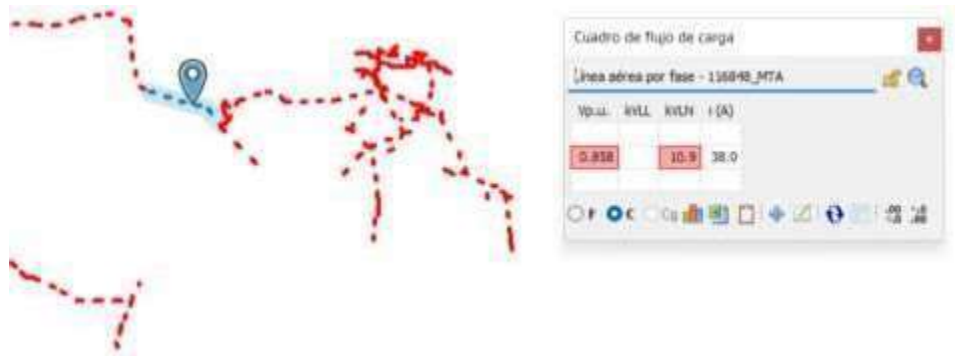 Cuadro de flujo de carga
Línea aérea por fase - 116848_MTA
Vp.u. kVLL kVLN i (A)
0.858 10.9 38.0